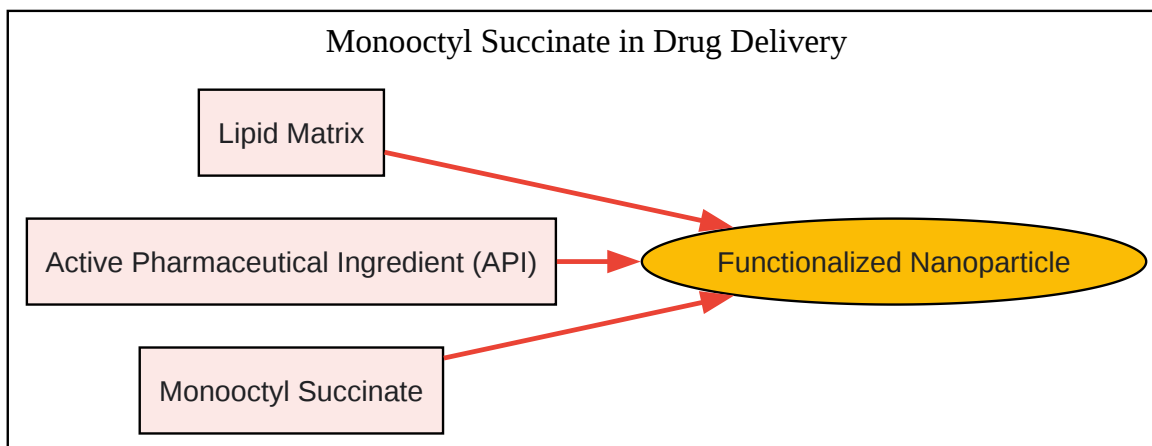 Monooctyl Succinate in Drug Delivery
Lipid Matrix
Active Pharmaceutical Ingredient (API)
Functionalized Nanoparticle
Monooctyl Succinate